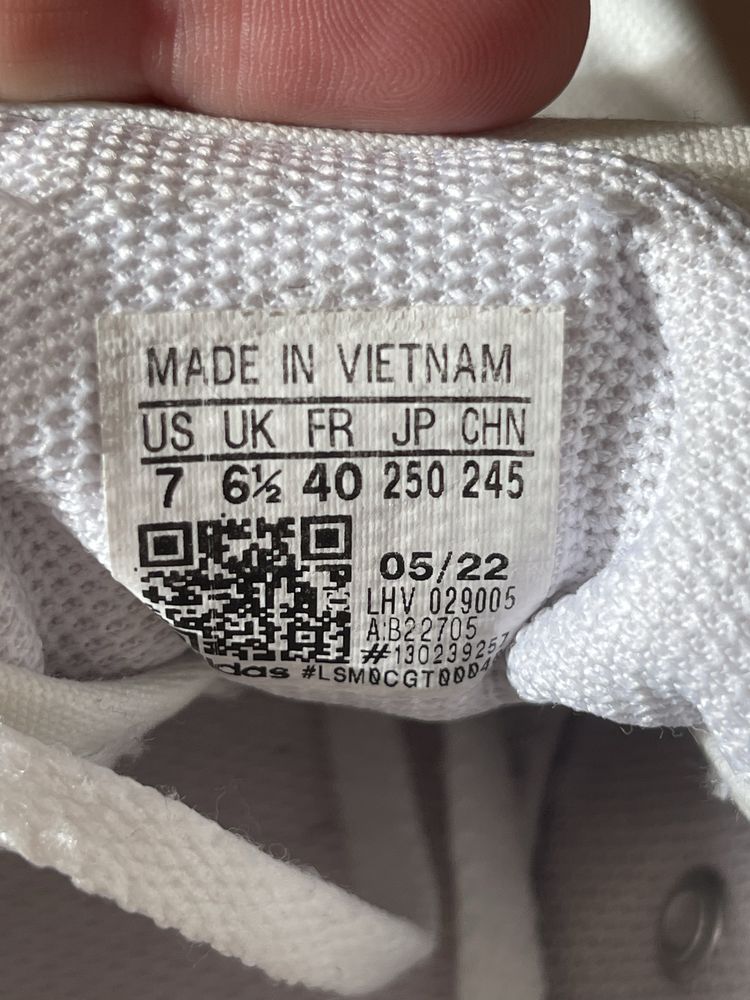 MADE IN VIETNAM
US UK FR JP CHN
7 6½ 40 250 245
05/22
LHV 029005
A:B22705
#130239257
#LSM0CGT0004